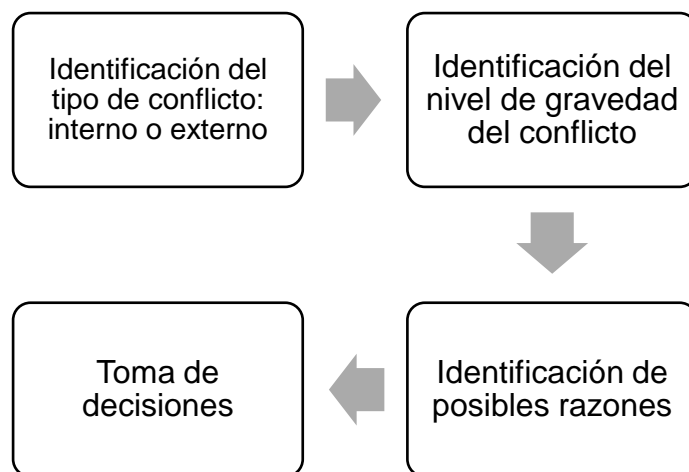 Identificación del
tipo de conflicto:
interno o externo
Identificación del
nivel de gravedad
del conflicto
Identificación de
posibles razones
Toma de
decisiones